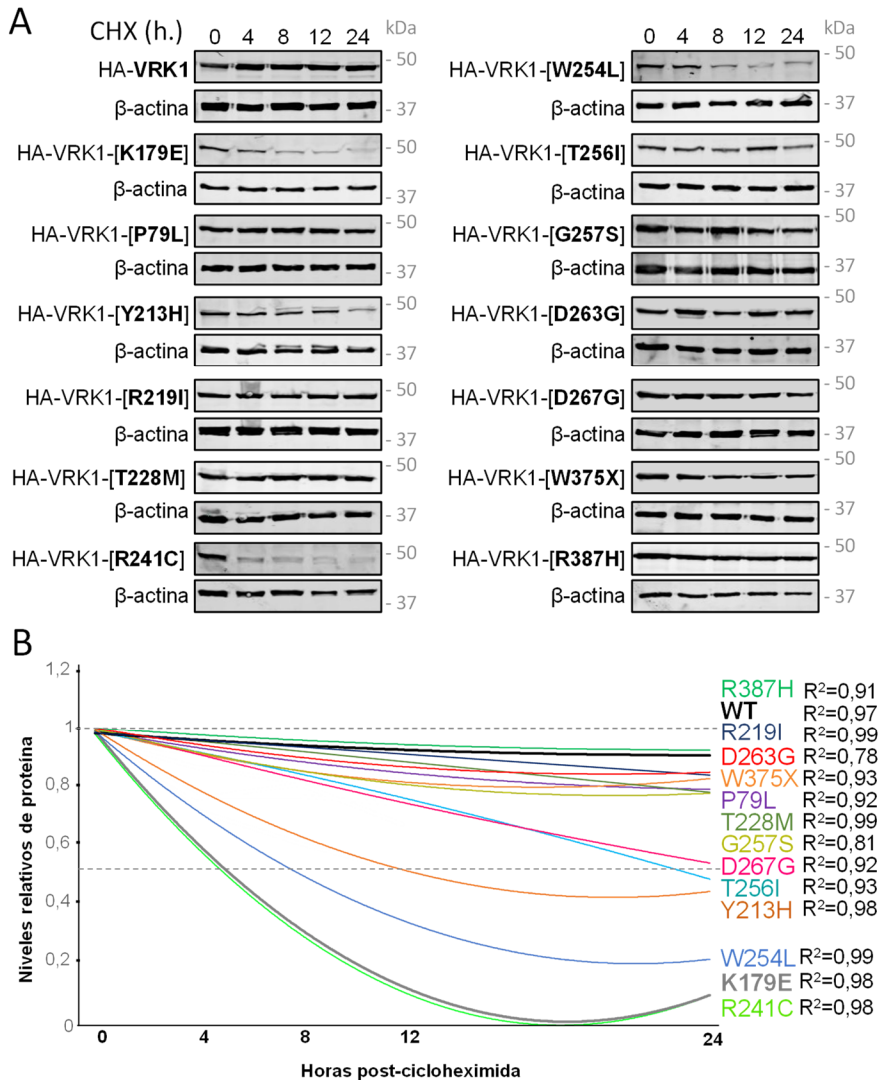 A
CHX (h.)
0 4 8 12 24
kDa
HA-VRK1
- 50
β-actina
- 37
HA-VRK1-[K179E]
- 50
β-actina
- 37
HA-VRK1-[P79L]
- 50
β-actina
- 37
HA-VRK1-[Y213H]
- 50
β-actina
- 37
HA-VRK1-[R219I]
- 50
β-actina
- 37
HA-VRK1-[T228M]
- 50
β-actina
- 37
HA-VRK1-[R241C]
- 50
β-actina
- 37
0 4 8 12 24
kDa
HA-VRK1-[W254L]
- 50
β-actina
- 37
HA-VRK1-[T256I]
- 50
β-actina
- 37
HA-VRK1-[G257S]
- 50
β-actina
- 37
HA-VRK1-[D263G]
- 50
β-actina
- 37
HA-VRK1-[D267G]
- 50
β-actina
- 37
HA-VRK1-[W375X]
- 50
β-actina
- 37
HA-VRK1-[R387H]
- 50
β-actina
- 37
B
Niveles relativos de proteína
1,2
1
0,8
0,6
0,4
0,2
0
0 4 8 12 24
Horas post-cicloheximida
R387H R²=0,91
WT R²=0,97
R219I R²=0,99
D263G R²=0,78
W375X R²=0,93
P79L R²=0,92
T228M R²=0,99
G257S R²=0,81
D267G R²=0,92
T256I R²=0,93
Y213H R²=0,98
W254L R²=0,99
K179E R²=0,98
R241C R²=0,98